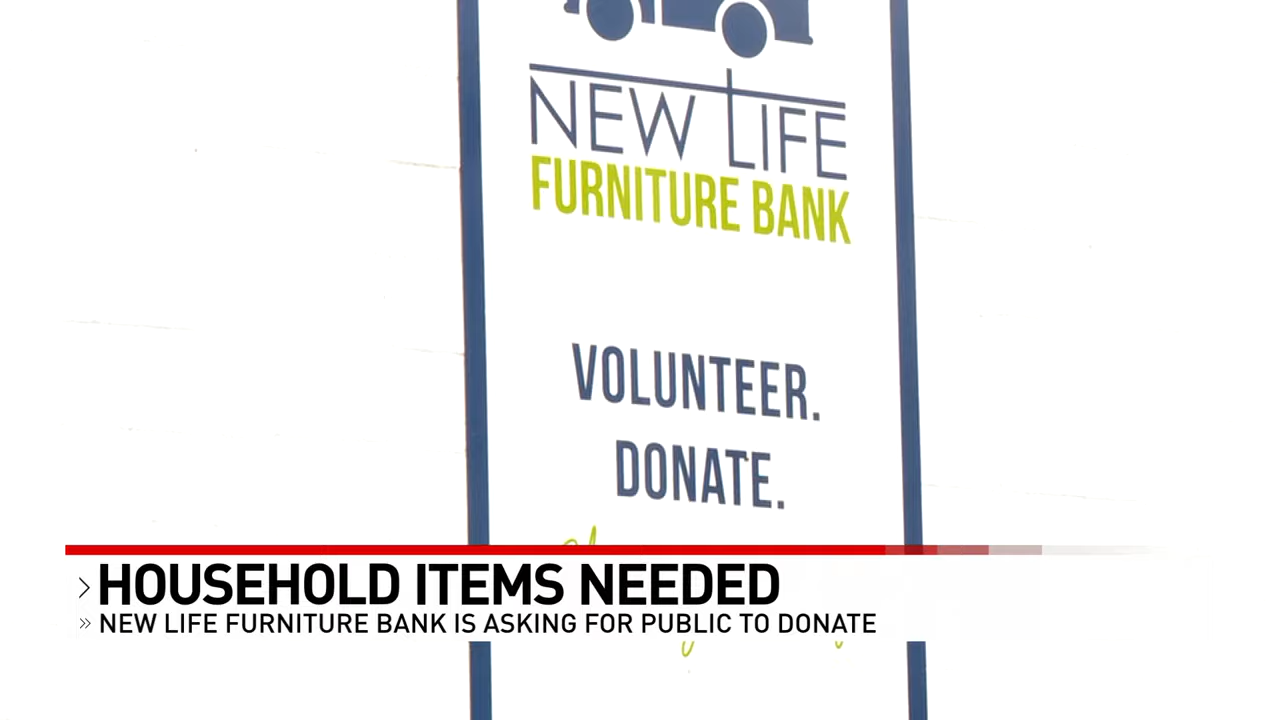 NEW LIFE
FURNITURE BANK
VOLUNTEER.
DONATE.
HOUSEHOLD ITEMS NEEDED
NEW LIFE FURNITURE BANK IS ASKING FOR PUBLIC TO DONATE